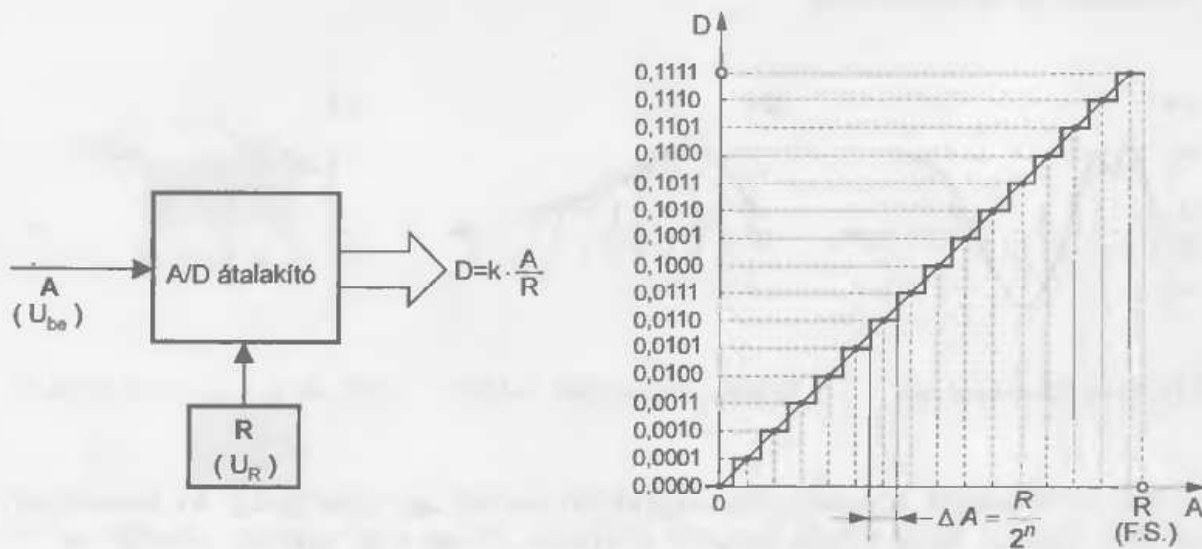 A
(U_be)
A/D átalakító
D=k · A/R
R
(U_R)
D
0,1111
0,1110
0,1101
0,1100
0,1011
0,1010
0,1001
0,1000
0,0111
0,0110
0,0101
0,0100
0,0011
0,0010
0,0001
0,0000
0
R A
(F.S.)
Δ A = R/2^n